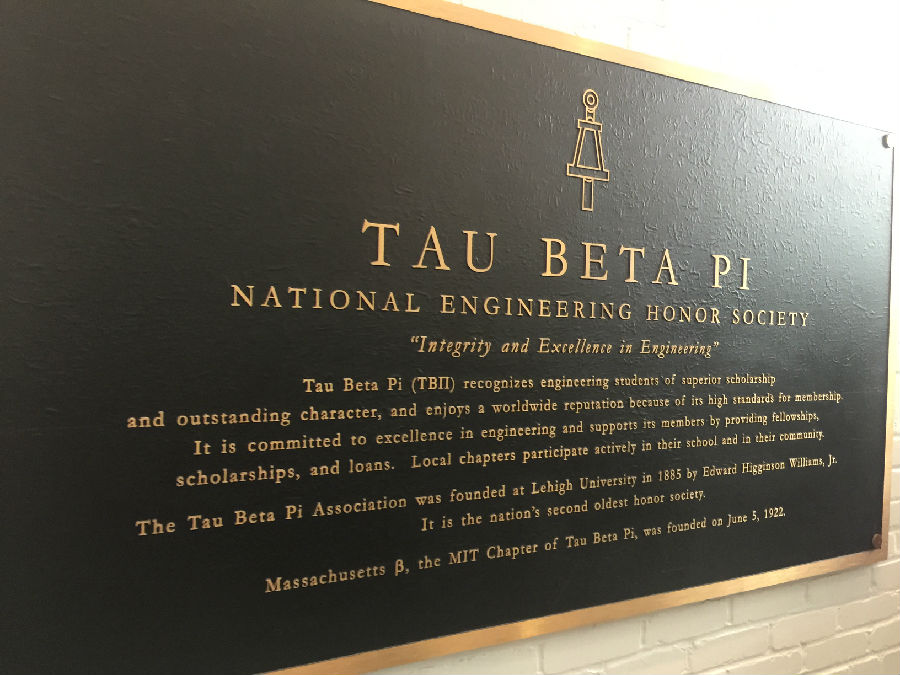 TAU BETA PI
NATIONAL ENGINEERING HONOR SOCIETY
“Integrity and Excellence in Engineering”
Tau Beta Pi (TBΠ) recognizes engineering students of superior scholarship
and outstanding character, and enjoys a worldwide reputation because of its high standards for membership.
It is committed to excellence in engineering and supports its members by providing fellowships,
scholarships, and loans. Local chapters participate actively in their school and in their community.
The Tau Beta Pi Association was founded at Lehigh University in 1885 by Edward Higginson Williams, Jr.
It is the nation’s second oldest honor society.
Massachusetts β, the MIT Chapter of Tau Beta Pi, was founded on June 5, 1922.